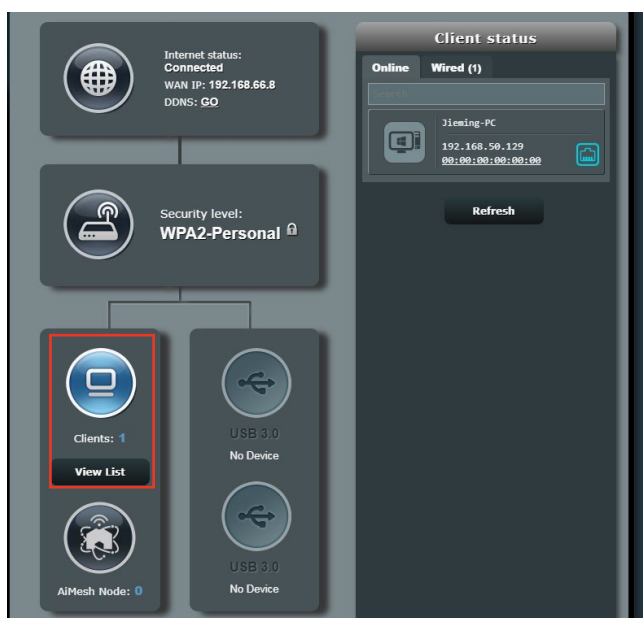 Internet status:
Connected
WAN IP: 192.168.66.8
DDNS: GO
Security level:
WPA2-Personal
Clients: 1
View List
AiMesh Node: 0
USB 3.0
No Device
USB 3.0
No Device
Client status
Online Wired (1)
Search
Jieming-PC
192.168.50.129
00:00:00:00:00:00
Refresh